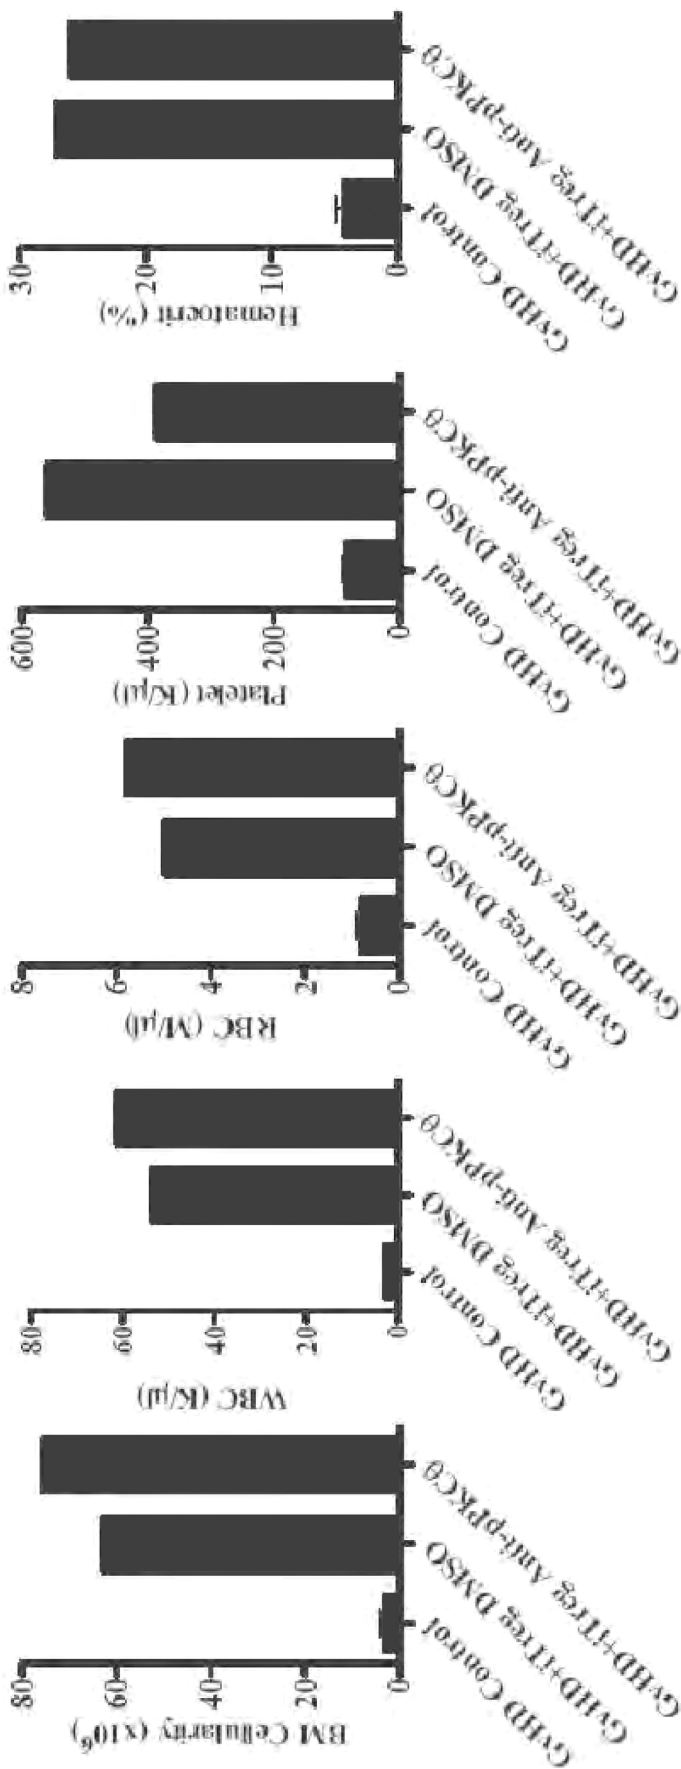 BM Cellularity (x10⁶)
80
60
40
20
0
GvHD Control
GvHD+iTreg DMSO
GvHD+iTreg Anti-pPKCθ
WBC (K/µl)
80
60
40
20
0
GvHD Control
GvHD+iTreg DMSO
GvHD+iTreg Anti-pPKCθ
RBC (M/µl)
8
6
4
2
0
GvHD Control
GvHD+iTreg DMSO
GvHD+iTreg Anti-pPKCθ
Platelet (K/µl)
600
400
200
0
GvHD Control
GvHD+iTreg DMSO
GvHD+iTreg Anti-pPKCθ
Hematocrit (%)
30
20
10
0
GvHD Control
GvHD+iTreg DMSO
GvHD+iTreg Anti-pPKCθ